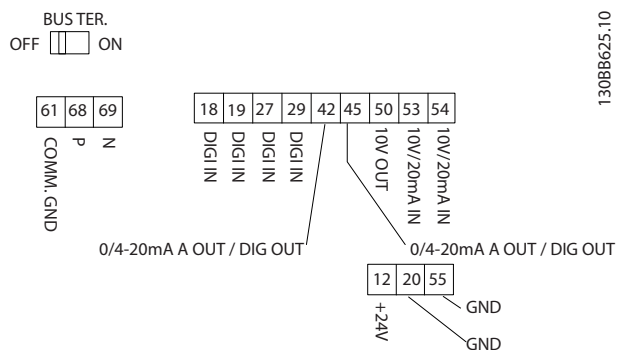 BUS TER.
OFF ON
130BB625.10
61 68 69
COMM. GND
P
N
18 19 27 29 42 45 50 53 54
DIGI IN
DIGI IN
DIGI IN
DIGI IN
10V OUT
10V/20mA IN
10V/20mA IN
0/4-20mA A OUT / DIG OUT
0/4-20mA A OUT / DIG OUT
12 20 55
+24V
GND
GND